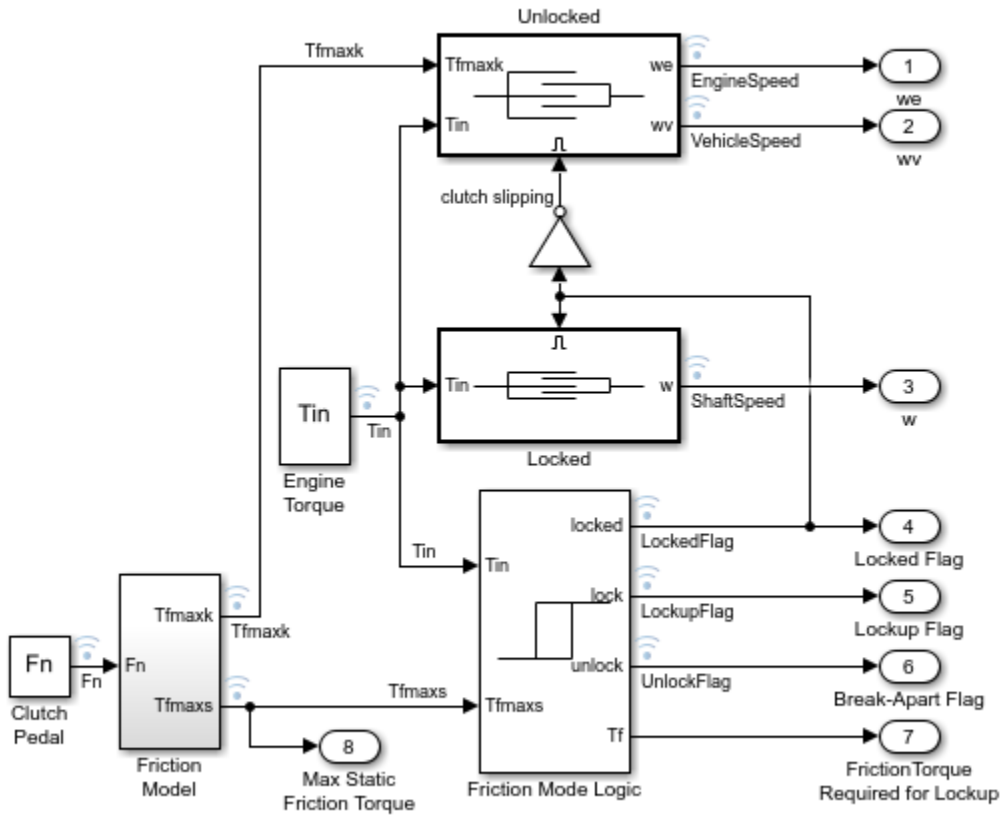 Unlocked
Tfmaxk
Tfmaxk
we
1
EngineSpeed
we
Tin
wv
2
VehicleSpeed
wv
clutch slipping
Tin
w
3
ShaftSpeed
w
Locked
Tin
Tin
Engine
Torque
locked
4
LockedFlag
Locked Flag
Tin
Tin
lock
5
LockupFlag
Lockup Flag
Tfmaxk
Tfmaxk
unlock
6
UnlockFlag
Break-Apart Flag
Fn
Fn
Fn
Clutch
Pedal
Tfmaxs
Tfmaxs
Tfmaxs
Tf
7
FrictionTorque
Required for Lockup
8
Max Static
Friction Torque
Friction
Model
Friction Mode Logic